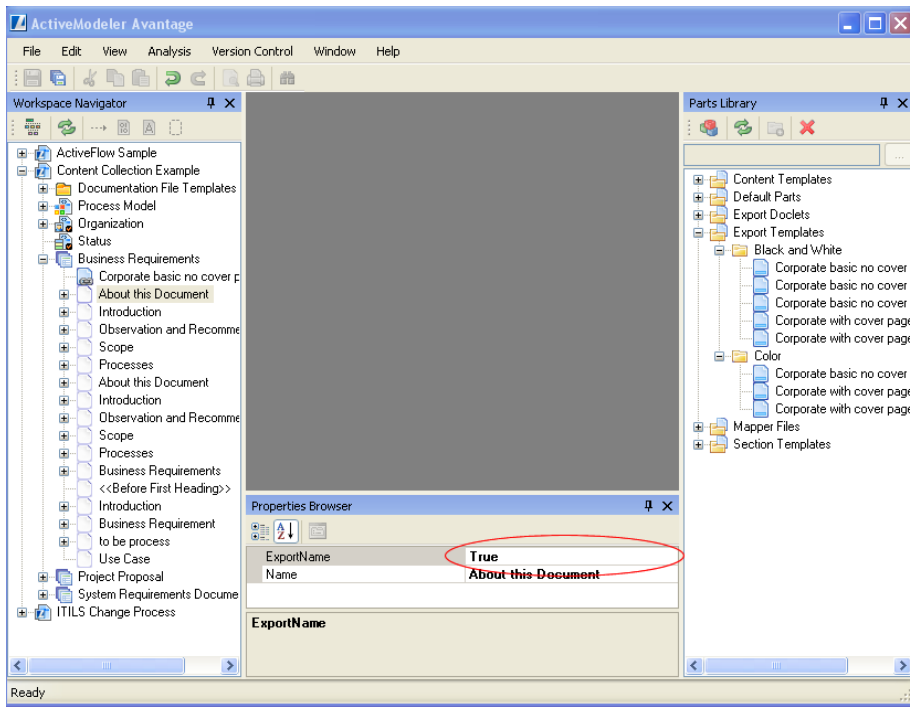 ActiveModeler Avantage
File Edit View Analysis Version Control Window Help
Workspace Navigator
ActiveFlow Sample
Content Collection Example
Documentation File Templates
Process Model
Organization
Status
Business Requirements
Corporate basic no cover p
About this Document
Introduction
Observation and Recomme
Scope
Processes
About this Document
Introduction
Observation and Recomme
Scope
Processes
Business Requirements
<<Before First Heading>>
Introduction
Business Requirement
to be process
Use Case
Project Proposal
System Requirements Docume
ITILS Change Process
Properties Browser
ExportName True
Name About this Document
ExportName
Parts Library
...
Content Templates
Default Parts
Export Doclets
Export Templates
Black and White
Corporate basic no cover
Corporate basic no cover
Corporate basic no cover
Corporate with cover page
Corporate with cover page
Color
Corporate basic no cover
Corporate with cover page
Corporate with cover page
Mapper Files
Section Templates
Ready